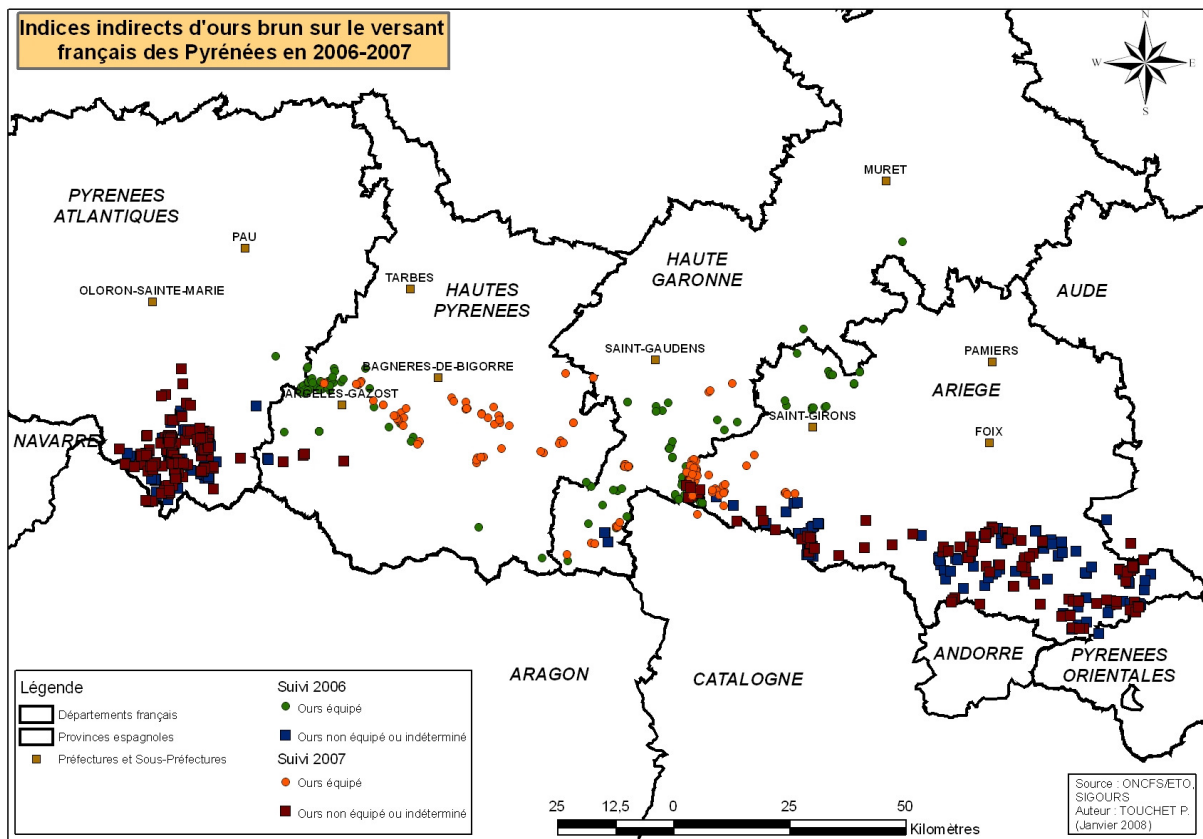 Indices indirects d'ours brun sur le versant
français des Pyrénées en 2006-2007
N
W
E
S
MURET
PYRENEES
ATLANTIQUES
PAU
HAUTE
GARONNE
TARBES
OLORON-SAINTE-MARIE
HAUTES
PYRENEES
AUDE
SAINT-GAUDENS
PAMIERS
BAGNERES-DE-BIGORRE
ARIEGE
ARGELES-GAZOST
SAINT-GIRONS
FOIX
NAVARRE
ANDORRE
PYRENEES
ORIENTALES
ARAGON
CATALOGNE
Légende
Départements français
Provinces espagnoles
Préfectures et Sous-Préfectures
Suivi 2006
Ours équipé
Ours non équipé ou indéterminé
Suivi 2007
Ours équipé
Ours non équipé ou indéterminé
25 12,5 0 25 50
Kilomètres
Source : ONCFS/ETO,
SIGOURS
Auteur : TOUCHET P.
(Janvier 2008)